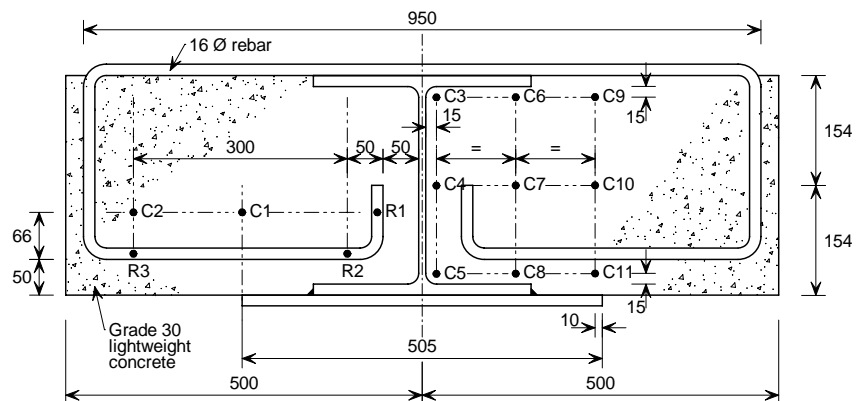 950
16 Ø rebar
C3 C6 C9
15
15
154
300
50 50
= =
C4 C7 C10
C2 C1 R1
66
154
R3 R2
C5 C8 C11
50
15
10
Grade 30
lightweight
concrete
505
500 500